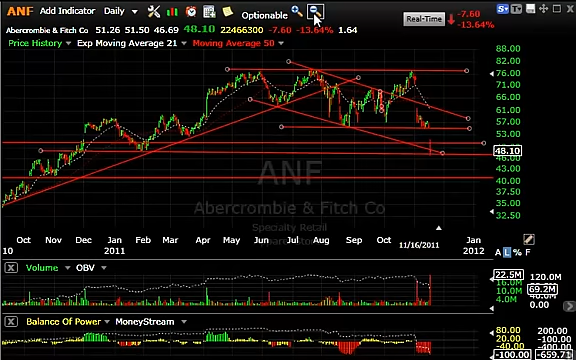 ANF Add Indicator Daily Optionable Real-Time -7.60 -13.64%
Abercrombie & Fitch Co 51.26 51.50 46.69 48.10 22466300 -7.60 -13.64% 1.64
Price History Exp Moving Average 21 Moving Average 50
88.00
82.00
76.00
71.00
66.00
61.00
57.00
53.00
48.10
46.00
43.00
40.00
37.50
35.00
32.50
ANF
Abercrombie & Fitch Co
Specialty Retail
10 Oct Nov Dec 2011 Feb Mar Apr May Jun Jul Aug Sep Oct 11/16/2011 Jan 2012
A L % F
X Volume OBV
22.5M 120.0M
16.0M 69.2M
10.0M 40.0M
4.0M 0.00
X Balance Of Power MoneyStream
80.00 200.00
20.00
-40.00 -400.0
-100.00 -659.71